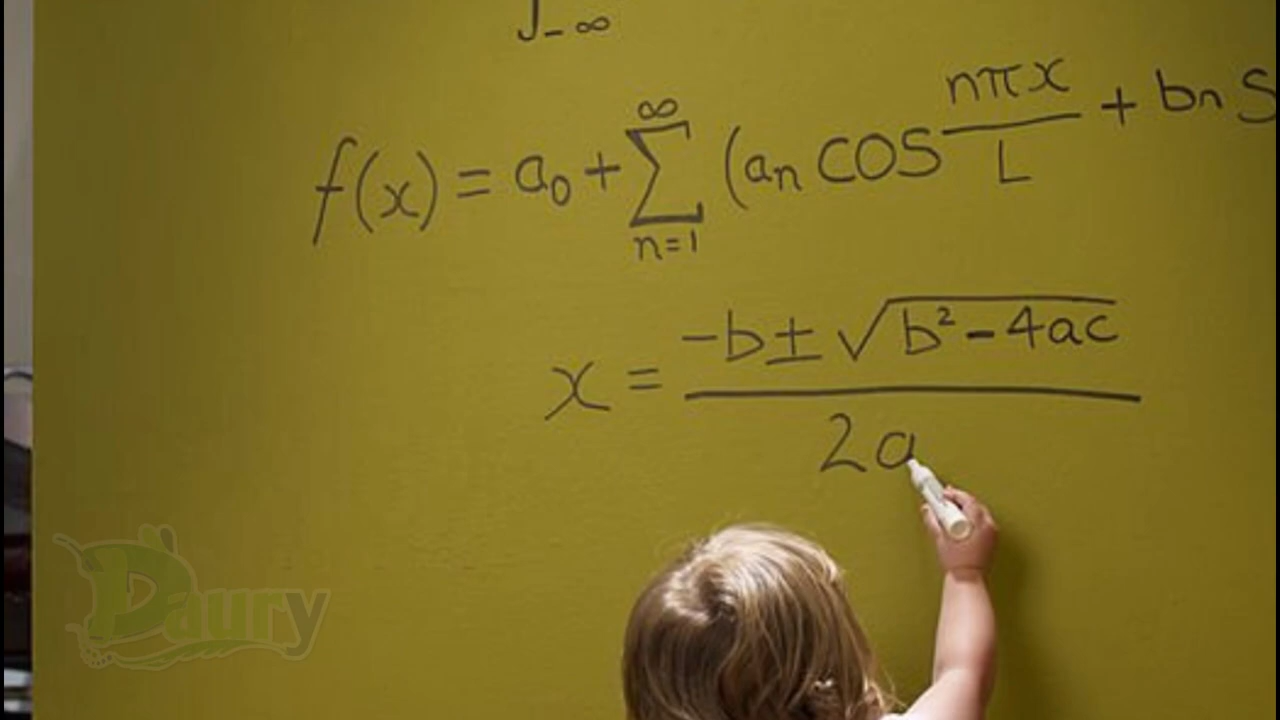 ∫-∞
f(x) = a₀ + ∑ n=1 ∞ (aₙ cos nπx/L + bₙ S
x = -b ± √(b² - 4ac) / 2a
Daury